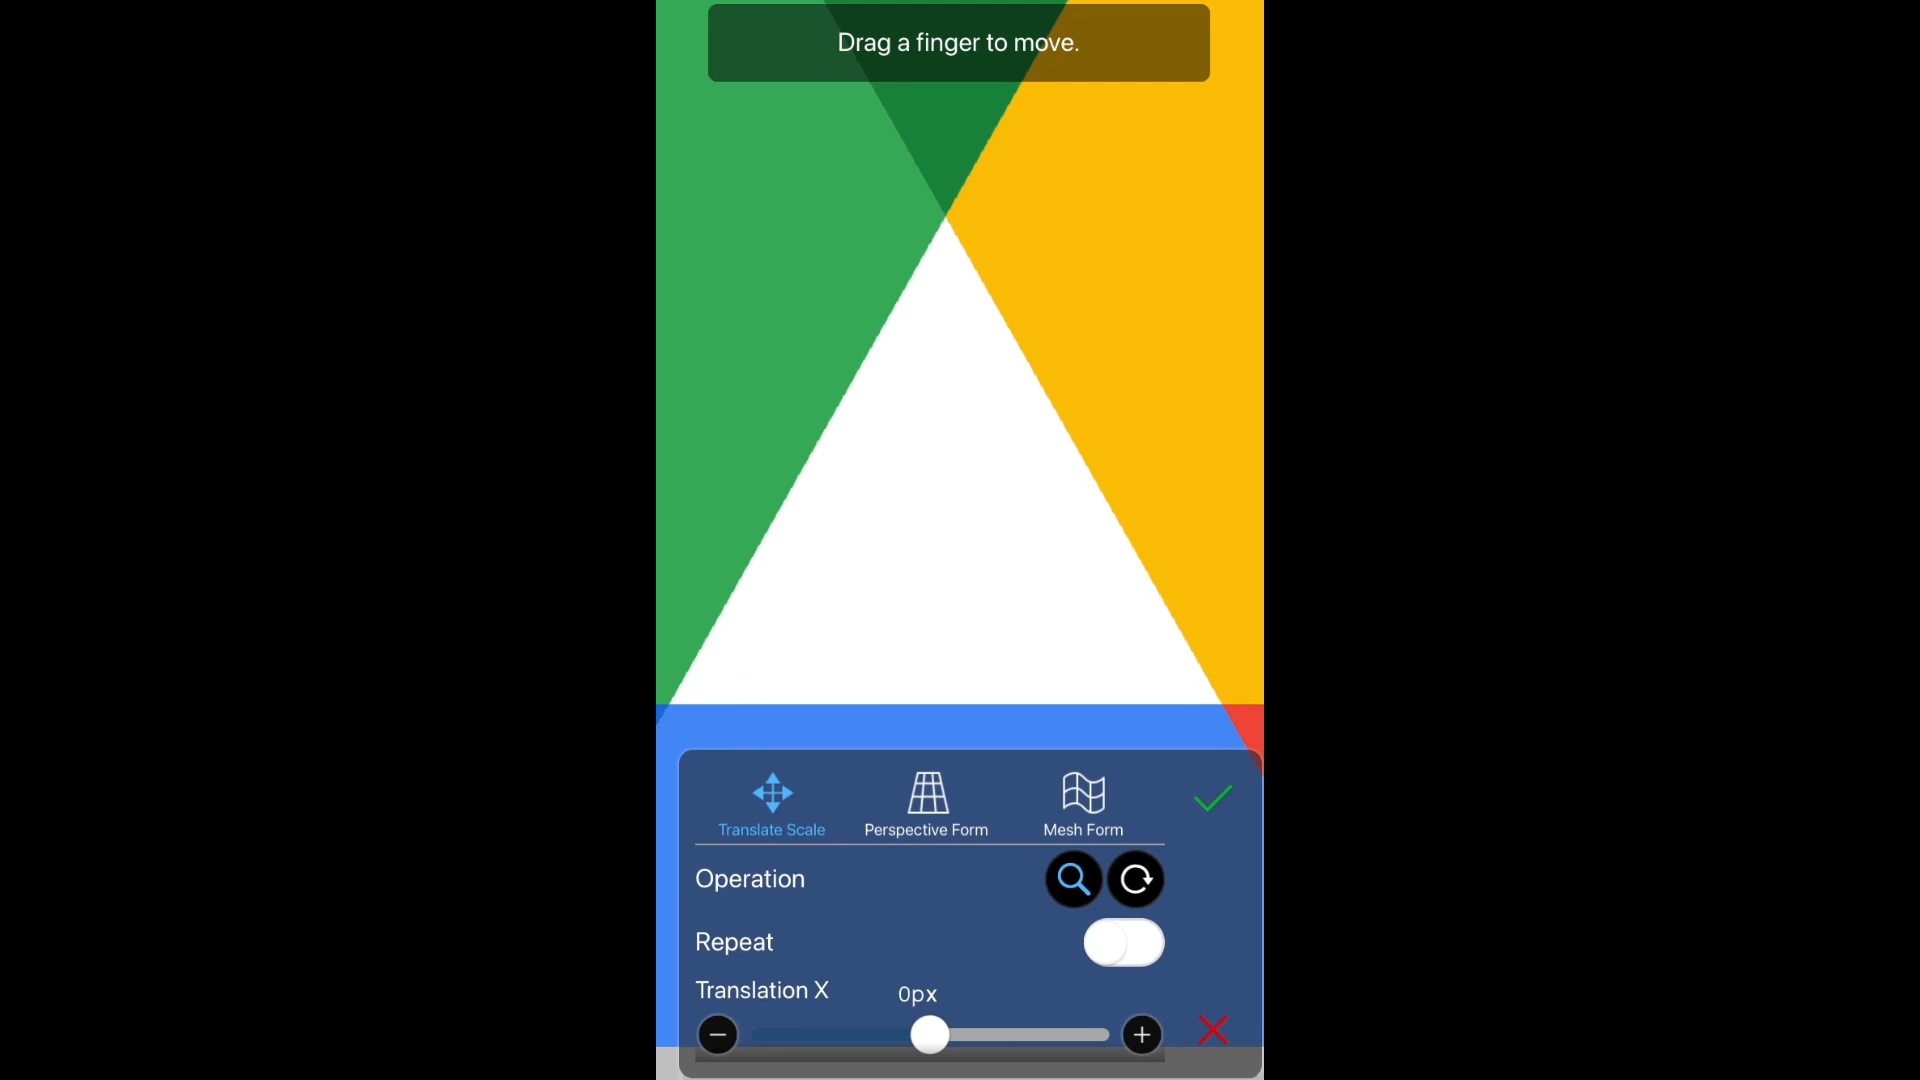 Drag a finger to move.
Translate Scale
Perspective Form
Mesh Form
Operation
Repeat
Translation X
0px